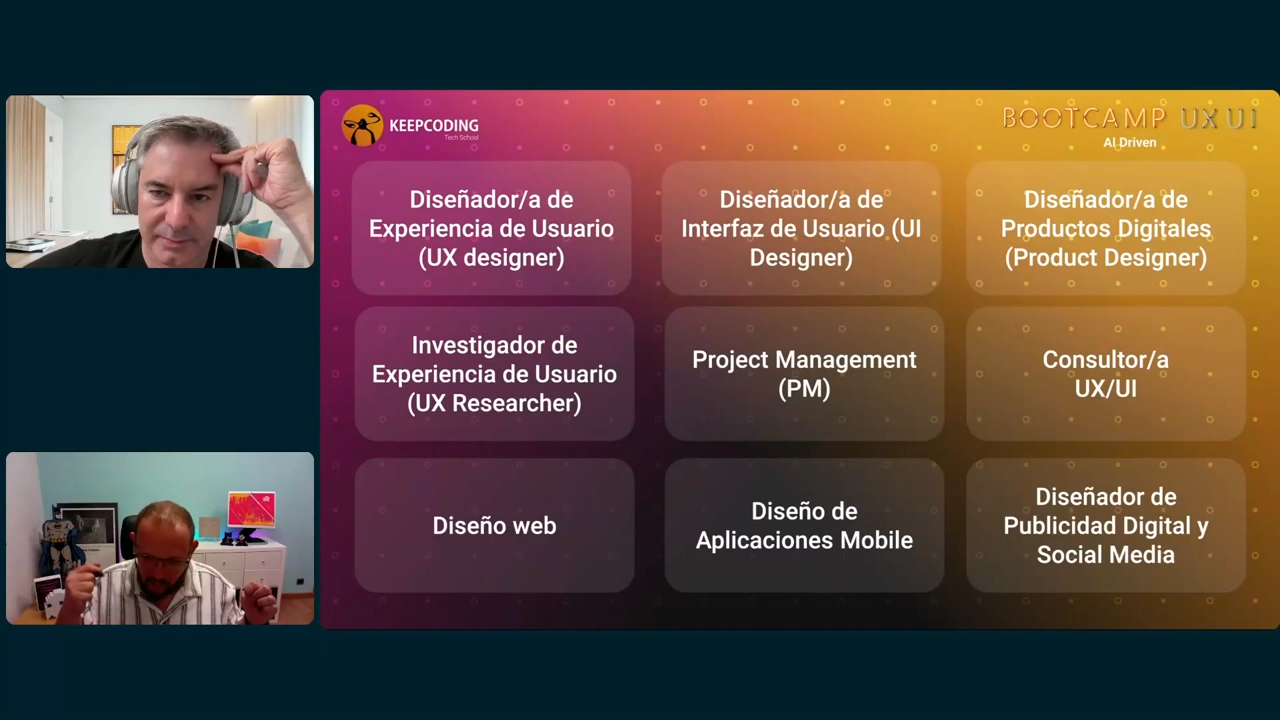 KEEPCODING
Tech School
BOOTCAMP UX UI
AI Driven
Diseñador/a de
Experiencia de Usuario
(UX designer)
Diseñador/a de
Interfaz de Usuario (UI
Designer)
Diseñador/a de
Productos Digitales
(Product Designer)
Investigador de
Experiencia de Usuario
(UX Researcher)
Project Management
(PM)
Consultor/a
UX/UI
Diseño web
Diseño de
Aplicaciones Mobile
Diseñador de
Publicidad Digital y
Social Media